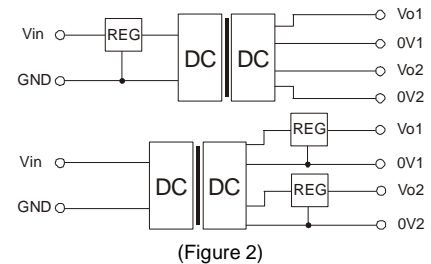 Vin
REG
GND
DC
DC
Vo1
0V1
Vo2
0V2
Vin
GND
DC
DC
REG
REG
Vo1
0V1
Vo2
0V2
(Figure 2)